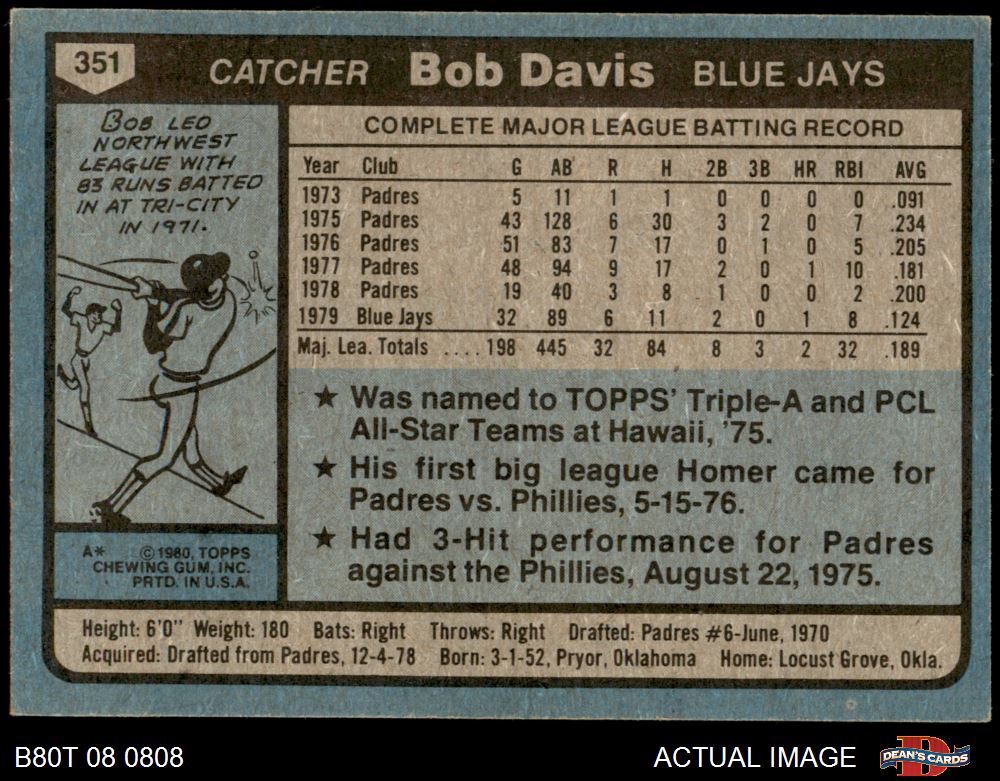 351
CATCHER Bob Davis BLUE JAYS
BOB LED
NORTHWEST
LEAGUE WITH
83 RUNS BATTED
IN AT TRI-CITY
IN 1971.
COMPLETE MAJOR LEAGUE BATTING RECORD
Year Club G AB R H 2B 3B HR RBI AVG
1973 Padres 5 11 1 1 0 0 0 0 .091
1975 Padres 43 128 6 30 3 2 0 7 .234
1976 Padres 51 83 7 17 0 1 0 5 .205
1977 Padres 48 94 9 17 2 0 1 10 .181
1978 Padres 19 40 3 8 1 0 0 2 .200
1979 Blue Jays 32 89 6 11 2 0 1 8 .124
Maj. Lea. Totals .... 198 445 32 84 8 3 2 32 .189
★ Was named to TOPPS' Triple-A and PCL
All-Star Teams at Hawaii, '75.
★ His first big league Homer came for
Padres vs. Phillies, 5-15-76.
★ Had 3-Hit performance for Padres
against the Phillies, August 22, 1975.
A* © 1980, TOPPS
CHEWING GUM, INC.
PRTD. IN U.S.A.
Height: 6'0" Weight: 180 Bats: Right Throws: Right Drafted: Padres #6-June, 1970
Acquired: Drafted from Padres, 12-4-78 Born: 3-1-52, Pryor, Oklahoma Home: Locust Grove, Okla.
B80T 08 0808
ACTUAL IMAGE
DEAN'S CARDS